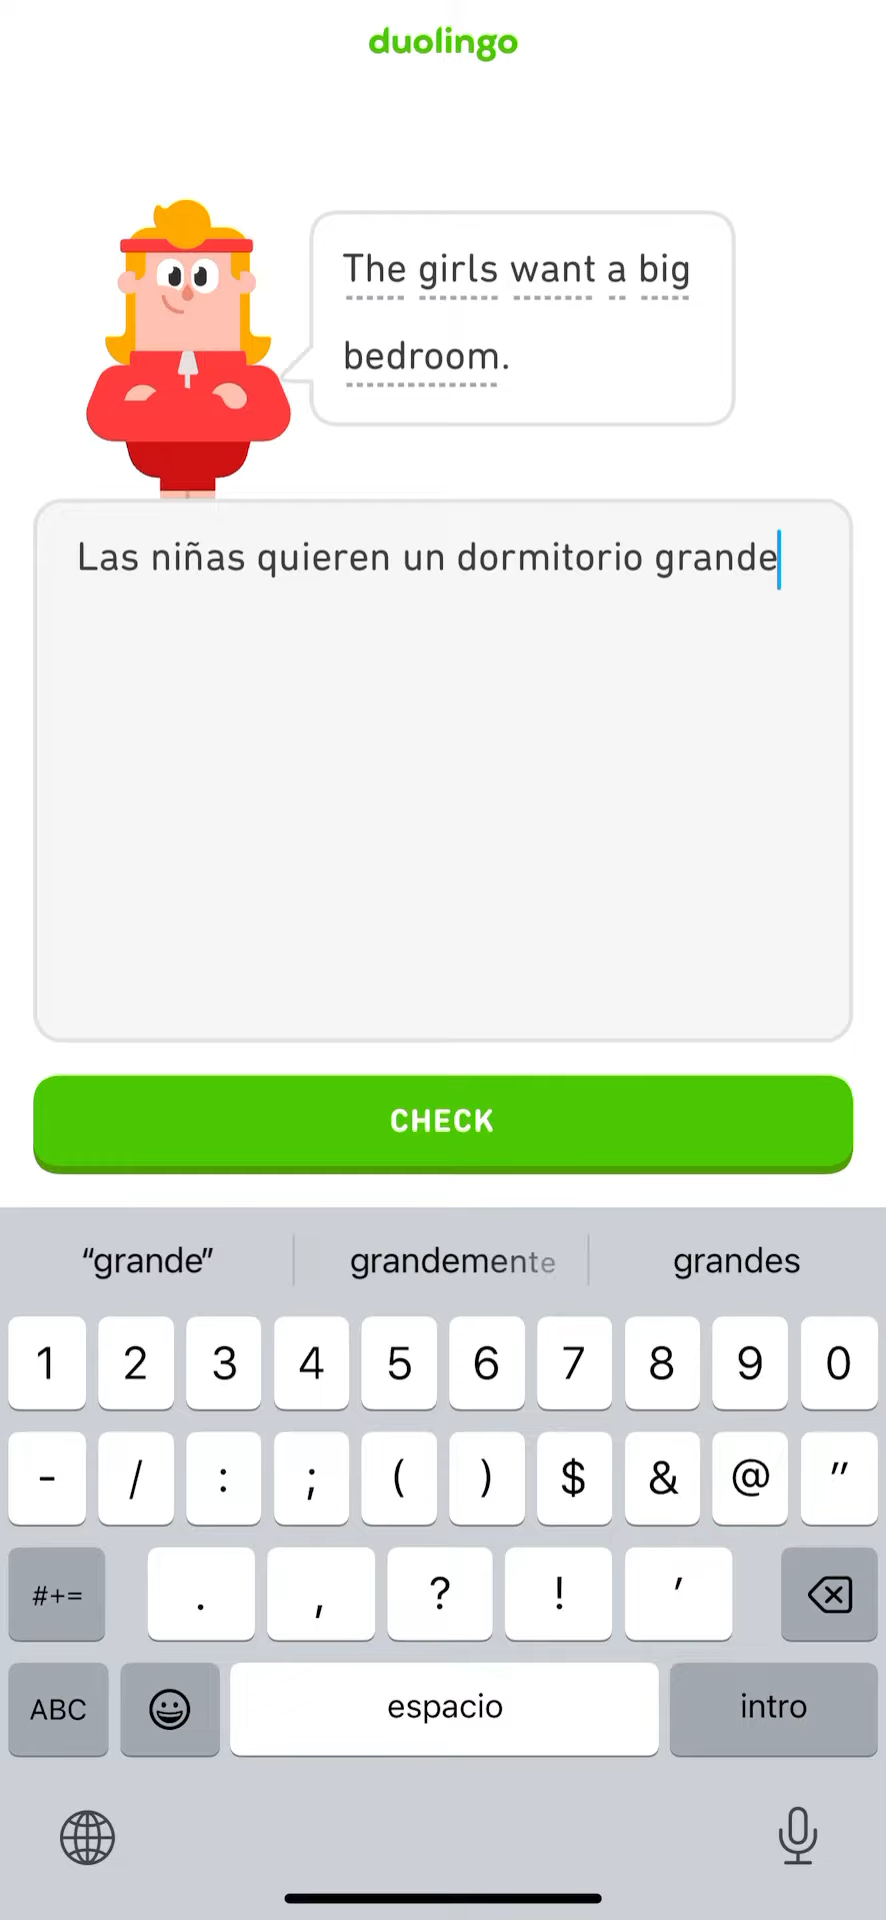 duolingo
The girls want a big
bedroom.
Las niñas quieren un dormitorio grande
CHECK
“grande” grandemente grandes
1 2 3 4 5 6 7 8 9 0
- / : ; ( ) $ & @ "
#+= . , ? ! '
ABC espacio intro